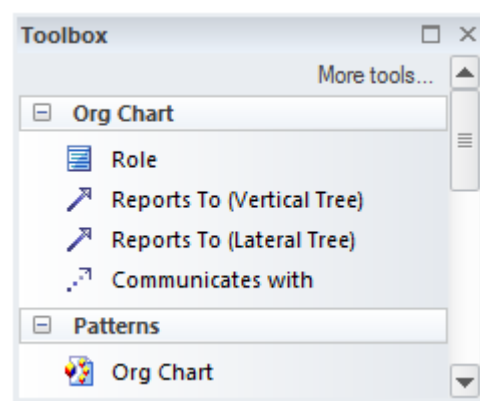 Toolbox
More tools...
Org Chart
Role
Reports To (Vertical Tree)
Reports To (Lateral Tree)
Communicates with
Patterns
Org Chart